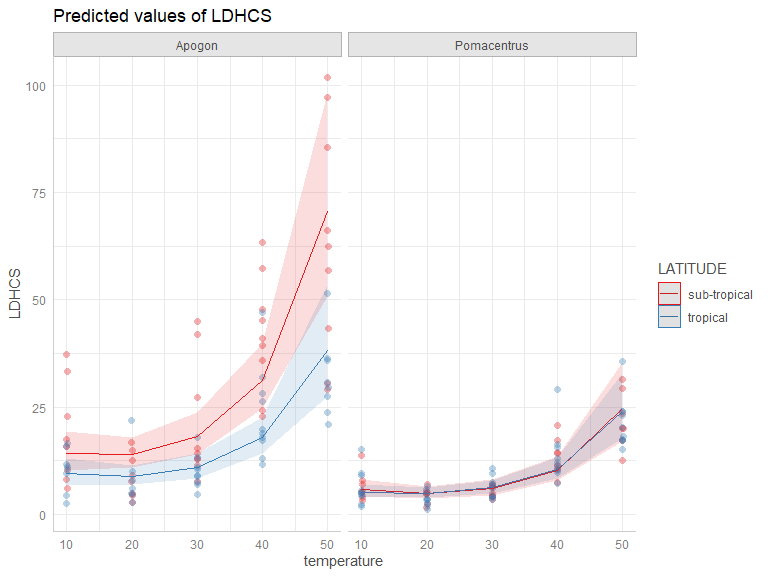 Predicted values of LDHCS
Apogon
Pomacentrus
100
75
50
25
0
LDHCS
10 20 30 40 50
10 20 30 40 50
temperature
LATITUDE
sub-tropical
tropical